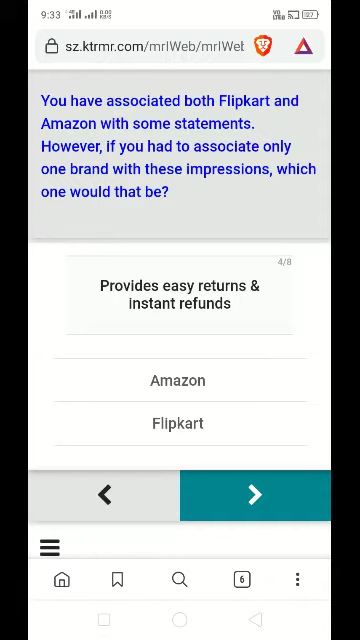 9:33
sz.ktrmr.com/mrIWeb/mrIWeb
You have associated both Flipkart and
Amazon with some statements.
However, if you had to associate only
one brand with these impressions, which
one would that be?
4/8
Provides easy returns &
instant refunds
Amazon
Flipkart
6